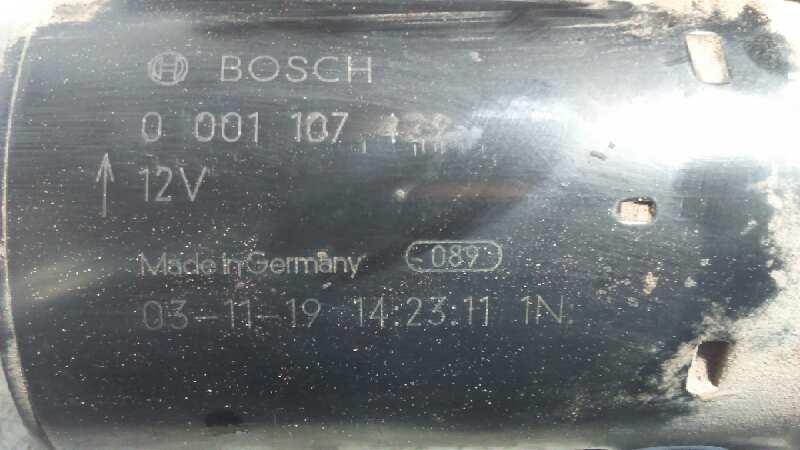 BOSCH
0 001 107
12V
Made in Germany 089
03-11-19 14:23:11 1N